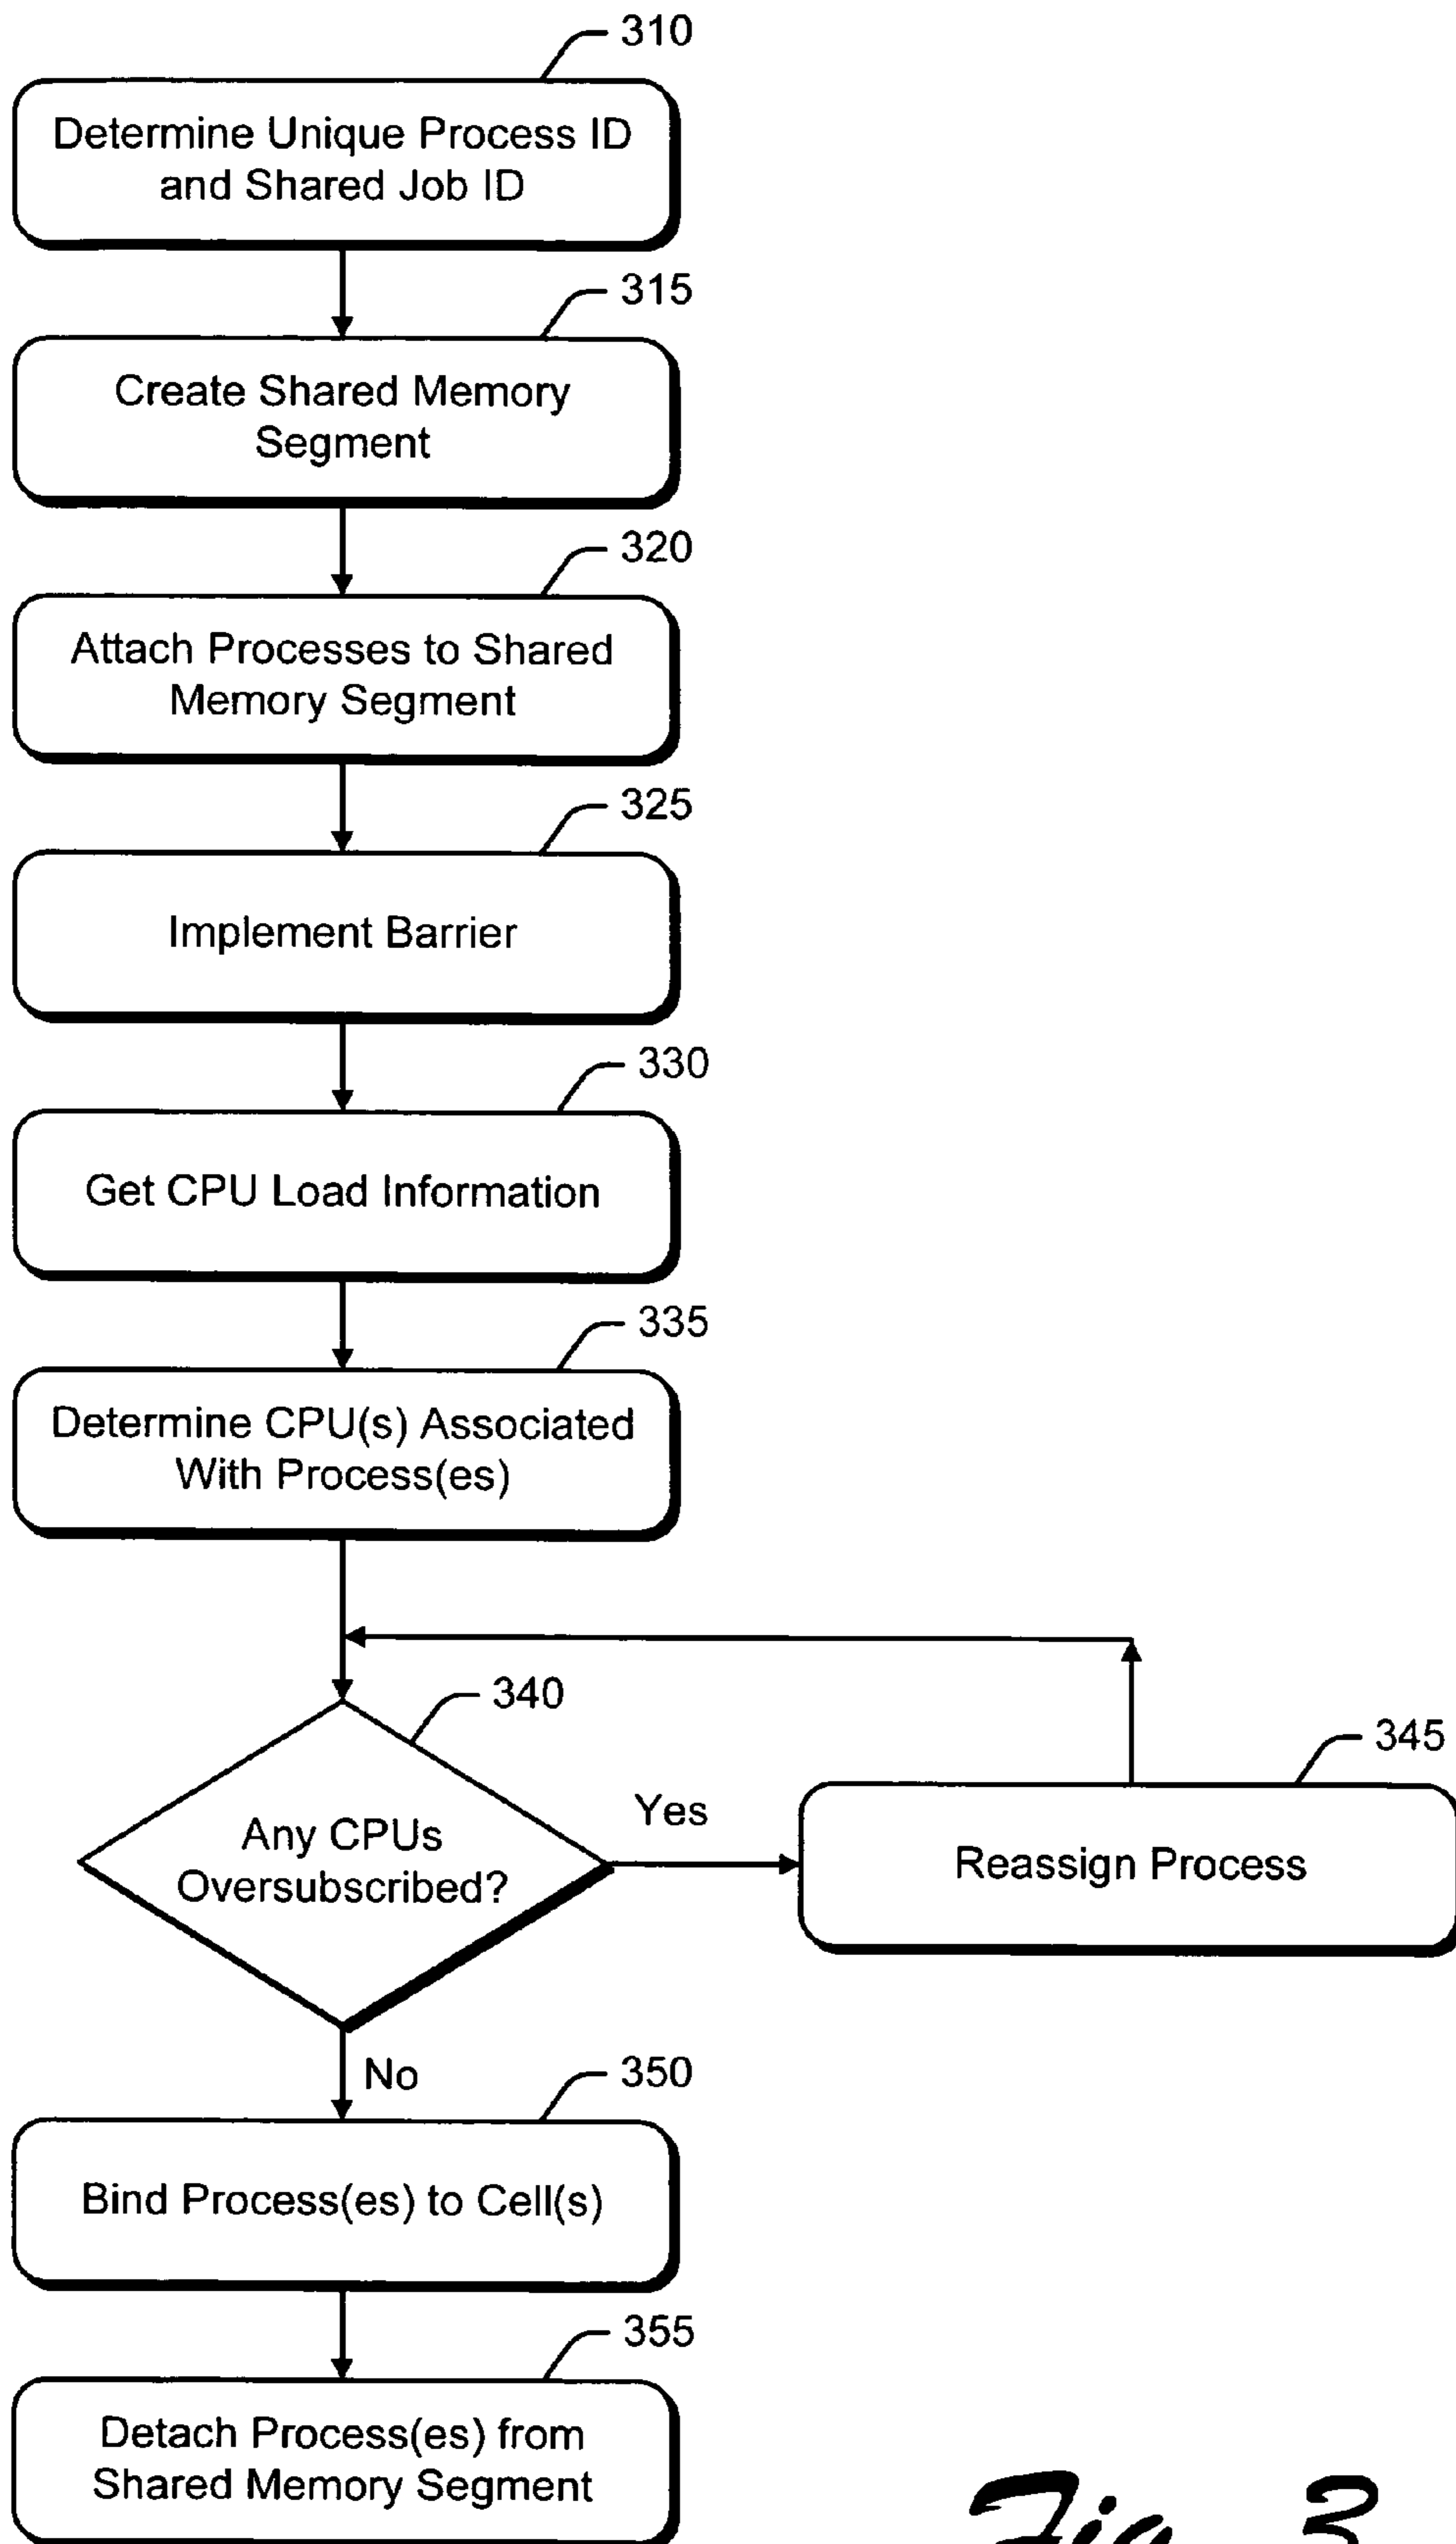 310
Determine Unique Process ID
and Shared Job ID
315
Create Shared Memory
Segment
320
Attach Processes to Shared
Memory Segment
325
Implement Barrier
330
Get CPU Load Information
335
Determine CPU(s) Associated
With Process(es)
340
Any CPUs
Oversubscribed?
Yes
345
Reassign Process
No
350
Bind Process(es) to Cell(s)
355
Detach Process(es) from
Shared Memory Segment
Fig. 3